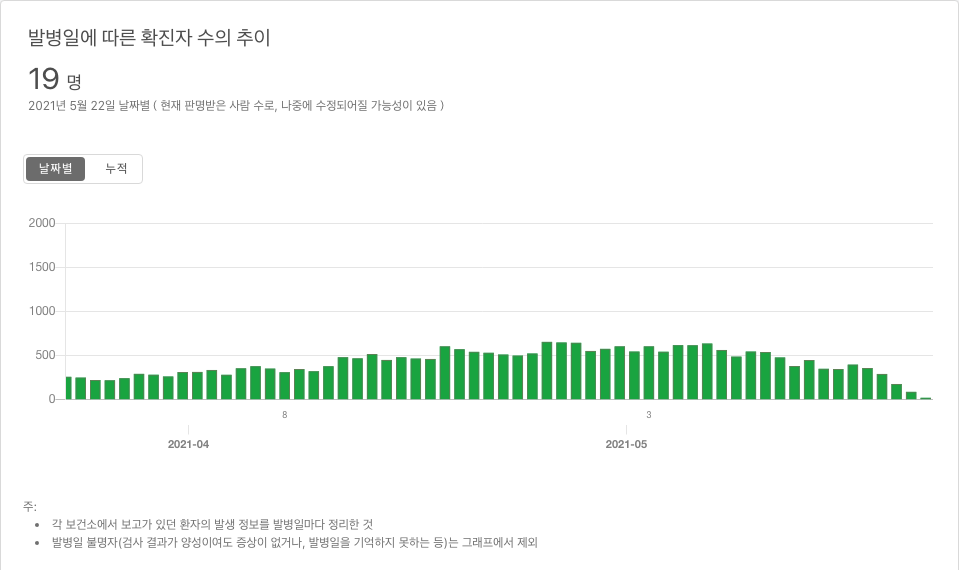 발병일에 따른 확진자 수의 추이
19 명
2021년 5월 22일 날짜별 ( 현재 판명받은 사람 수로, 나중에 수정되어질 가능성이 있음 )
날짜별 누적
2000
1500
1000
500
0
8 3
2021-04 2021-05
주:
• 각 보건소에서 보고가 있던 환자의 발생 정보를 발병일마다 정리한 것
• 발병일 불명자(검사 결과가 양성이여도 증상이 없거나, 발병일을 기억하지 못하는 등)는 그래프에서 제외